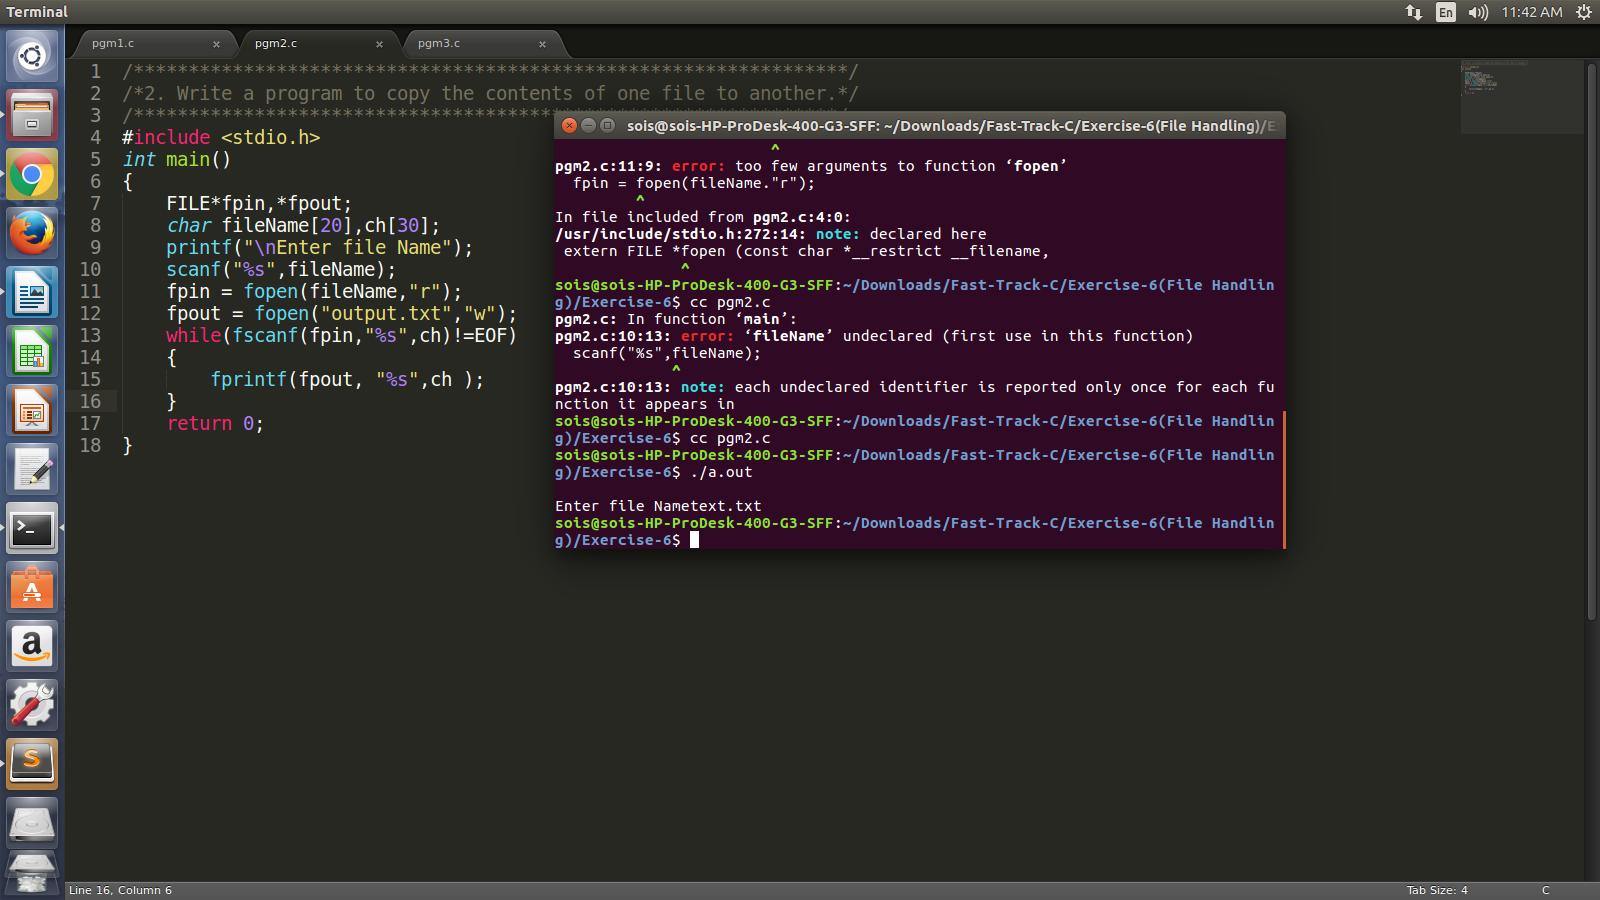 Terminal
En
11:42 AM
pgm1.c ×
pgm2.c ×
pgm3.c ×
1 /*****************************************************************/
2 /*2. Write a program to copy the contents of one file to another.*/
3 /*****************************************************************/
4 #include <stdio.h>
5 int main()
6 {
7 FILE*fpin,*fpout;
8 char fileName[20],ch[30];
9 printf("\nEnter file Name");
10 scanf("%s",fileName);
11 fpin = fopen(fileName,"r");
12 fpout = fopen("output.txt","w");
13 while(fscanf(fpin,"%s",ch)!=EOF)
14 {
15 fprintf(fpout, "%s",ch );
16 }
17 return 0;
18 }
sois@sois-HP-ProDesk-400-G3-SFF: ~/Downloads/Fast-Track-C/Exercise-6(File Handling)/E
^
pgm2.c:11:9: error: too few arguments to function ‘fopen’
fpin = fopen(fileName."r");
^
In file included from pgm2.c:4:0:
/usr/include/stdio.h:272:14: note: declared here
extern FILE *fopen (const char *__restrict __filename,
^
sois@sois-HP-ProDesk-400-G3-SFF:~/Downloads/Fast-Track-C/Exercise-6(File Handlin
g)/Exercise-6$ cc pgm2.c
pgm2.c: In function ‘main’:
pgm2.c:10:13: error: ‘fileName’ undeclared (first use in this function)
scanf("%s",fileName);
^
pgm2.c:10:13: note: each undeclared identifier is reported only once for each fu
nction it appears in
sois@sois-HP-ProDesk-400-G3-SFF:~/Downloads/Fast-Track-C/Exercise-6(File Handlin
g)/Exercise-6$ cc pgm2.c
sois@sois-HP-ProDesk-400-G3-SFF:~/Downloads/Fast-Track-C/Exercise-6(File Handlin
g)/Exercise-6$ ./a.out
Enter file Nametext.txt
sois@sois-HP-ProDesk-400-G3-SFF:~/Downloads/Fast-Track-C/Exercise-6(File Handlin
g)/Exercise-6$
Line 16, Column 6
Tab Size: 4
C